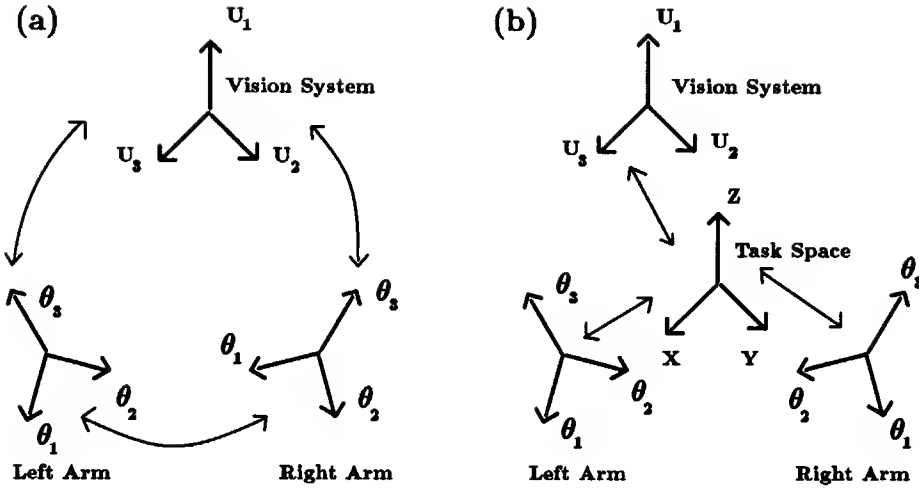 (a)
U1
Vision System
U3
U2
θ3
θ1
θ2
Left Arm
θ3
θ1
θ2
Right Arm
(b)
U1
Vision System
U3
U2
Z
Task Space
X
Y
θ3
θ2
θ1
Left Arm
θ3
θ2
θ1
Right Arm